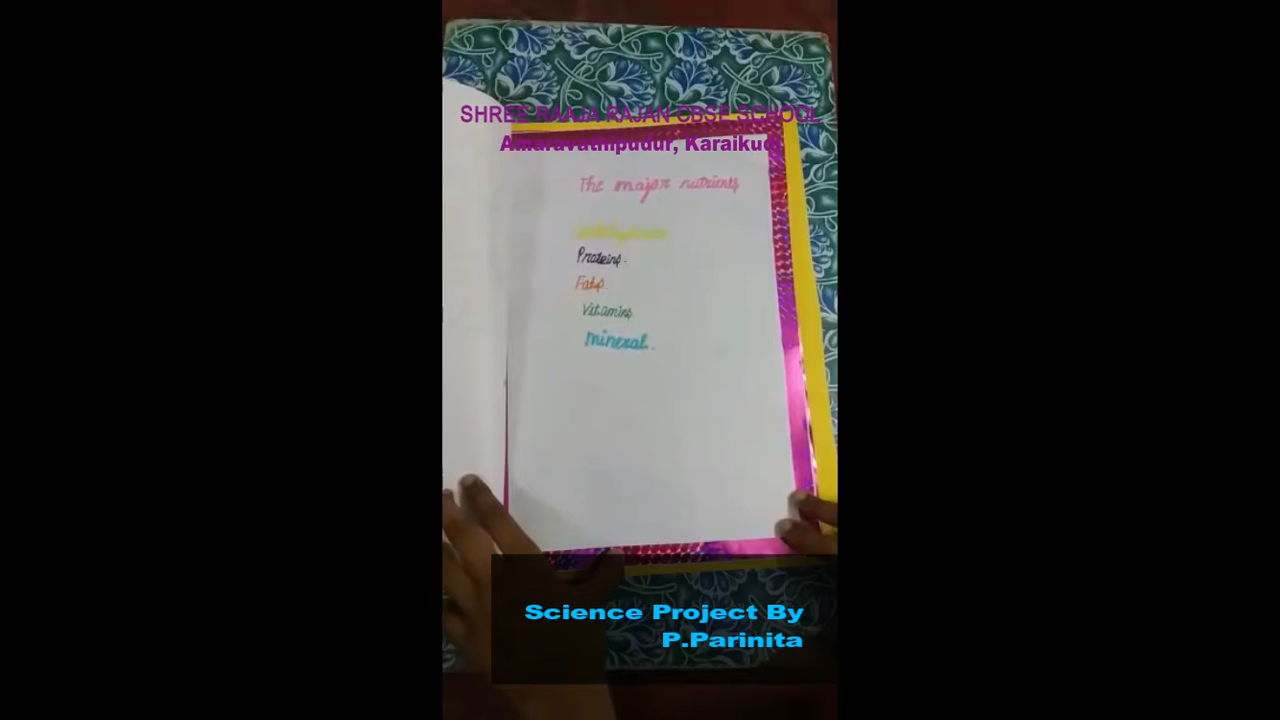 SHREE RAAJA RAJAN CBSE SCHOOL
Amaravathipudur, Karaikudi
The major nutrients
Proteins.
Fats.
Vitamins
Mineral.
Science Project By
P.Parinita